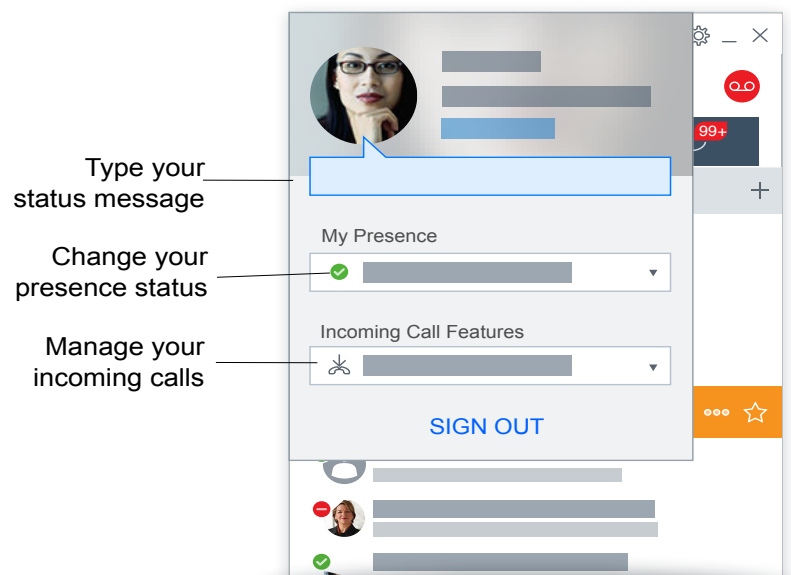 99+
Type your
status message
My Presence
Change your
presence status
Incoming Call Features
Manage your
incoming calls
SIGN OUT